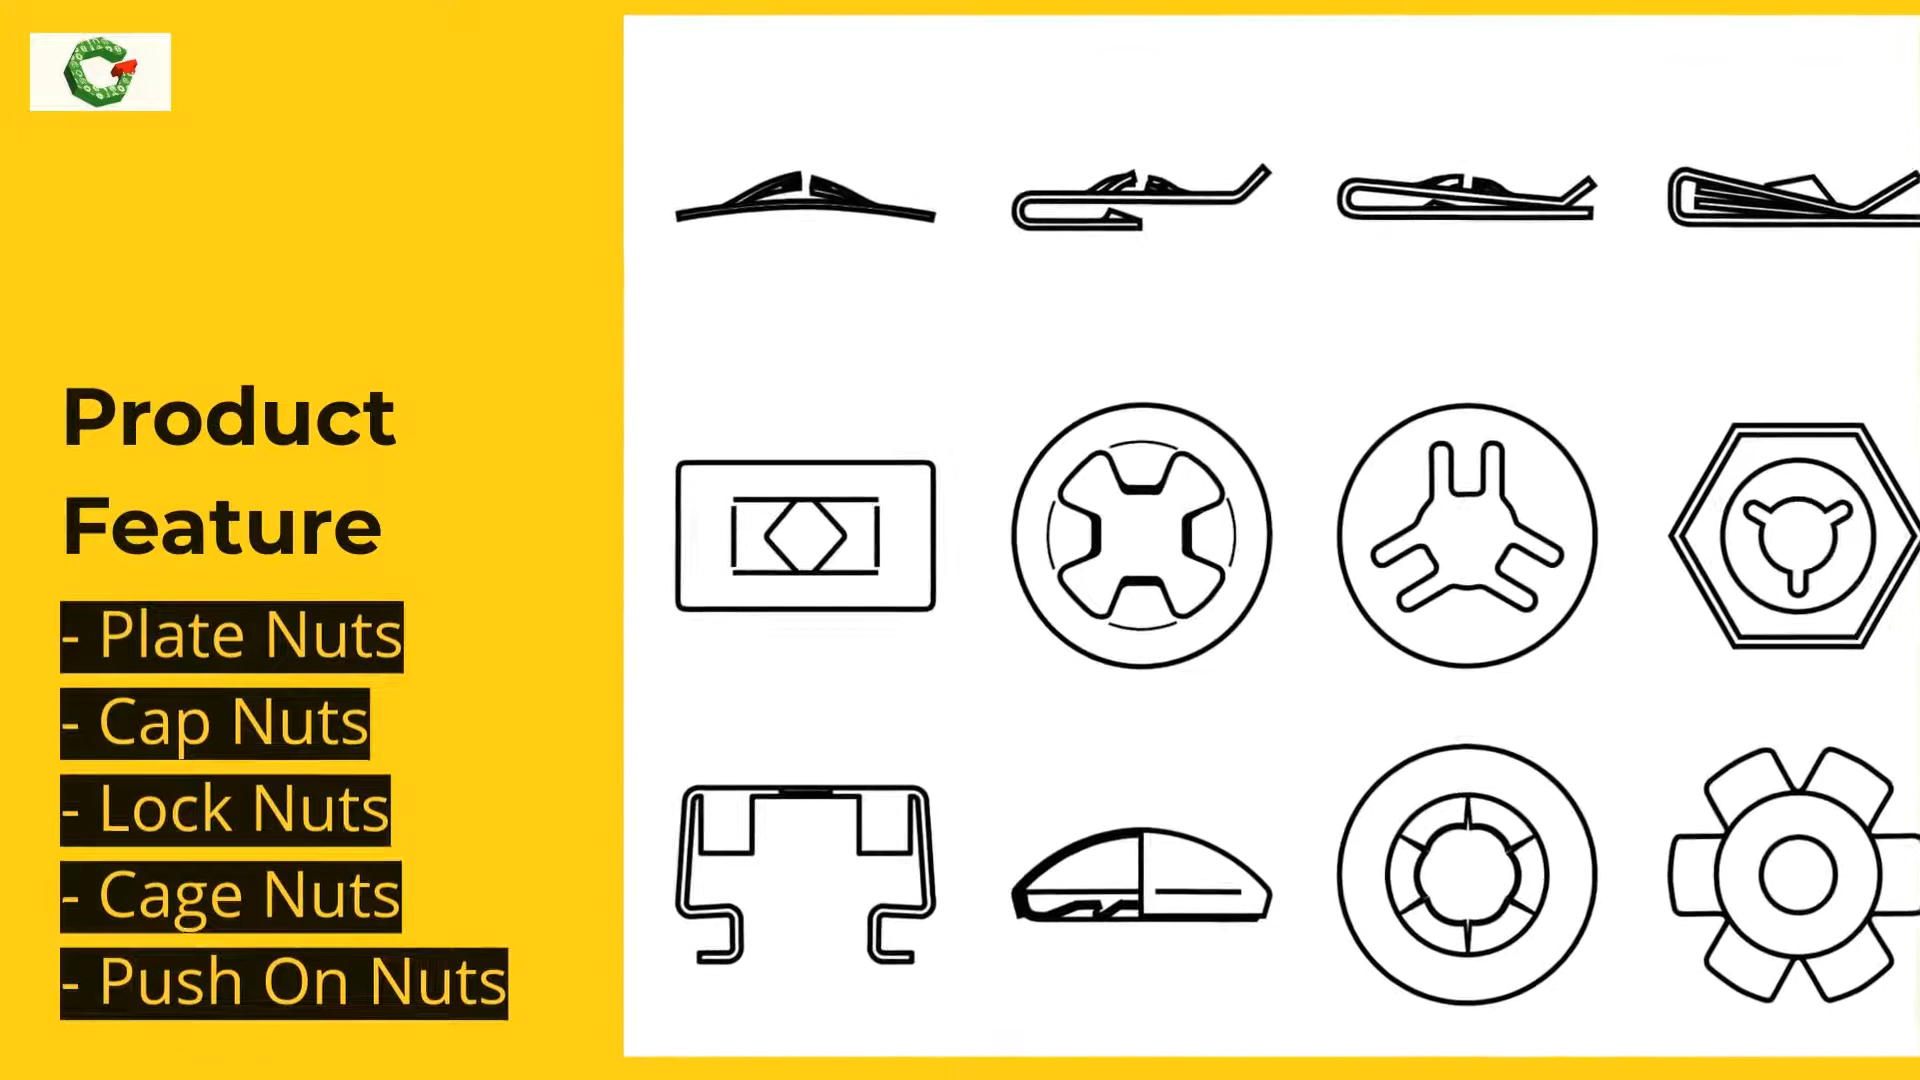 Product
Feature
- Plate Nuts
- Cap Nuts
- Lock Nuts
- Cage Nuts
- Push On Nuts